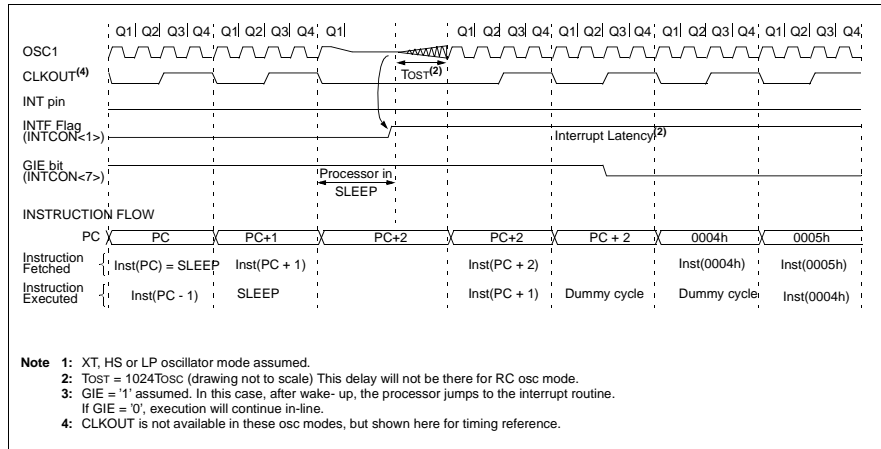 Q1 Q2 Q3 Q4 Q1 Q2 Q3 Q4 Q1 Q1 Q2 Q3 Q4 Q1 Q2 Q3 Q4 Q1 Q2 Q3 Q4 Q1 Q2 Q3 Q4
OSC1
TOST(2)
CLKOUT(4)
INT pin
INTF Flag
(INTCON<1>)
Interrupt Latency(2)
GIE bit
(INTCON<7>)
Processor in
SLEEP
INSTRUCTION FLOW
PC PC PC+1 PC+2 PC+2 PC + 2 0004h 0005h
Instruction
Fetched
Inst(PC) = SLEEP Inst(PC + 1) Inst(PC + 2) Inst(0004h) Inst(0005h)
Instruction
Executed
Inst(PC - 1) SLEEP Inst(PC + 1) Dummy cycle Dummy cycle Inst(0004h)
Note 1: XT, HS or LP oscillator mode assumed.
2: TOST = 1024TOSC (drawing not to scale) This delay will not be there for RC osc mode.
3: GIE = '1' assumed. In this case, after wake- up, the processor jumps to the interrupt routine.
If GIE = '0', execution will continue in-line.
4: CLKOUT is not available in these osc modes, but shown here for timing reference.